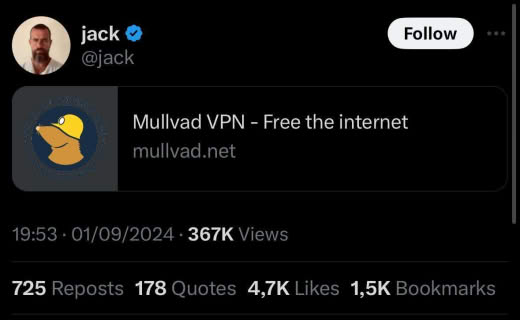 jack
@jack
Follow
Mullvad VPN - Free the internet
mullvad.net
19:53 · 01/09/2024 · 367K Views
725 Reposts 178 Quotes 4,7K Likes 1,5K Bookmarks